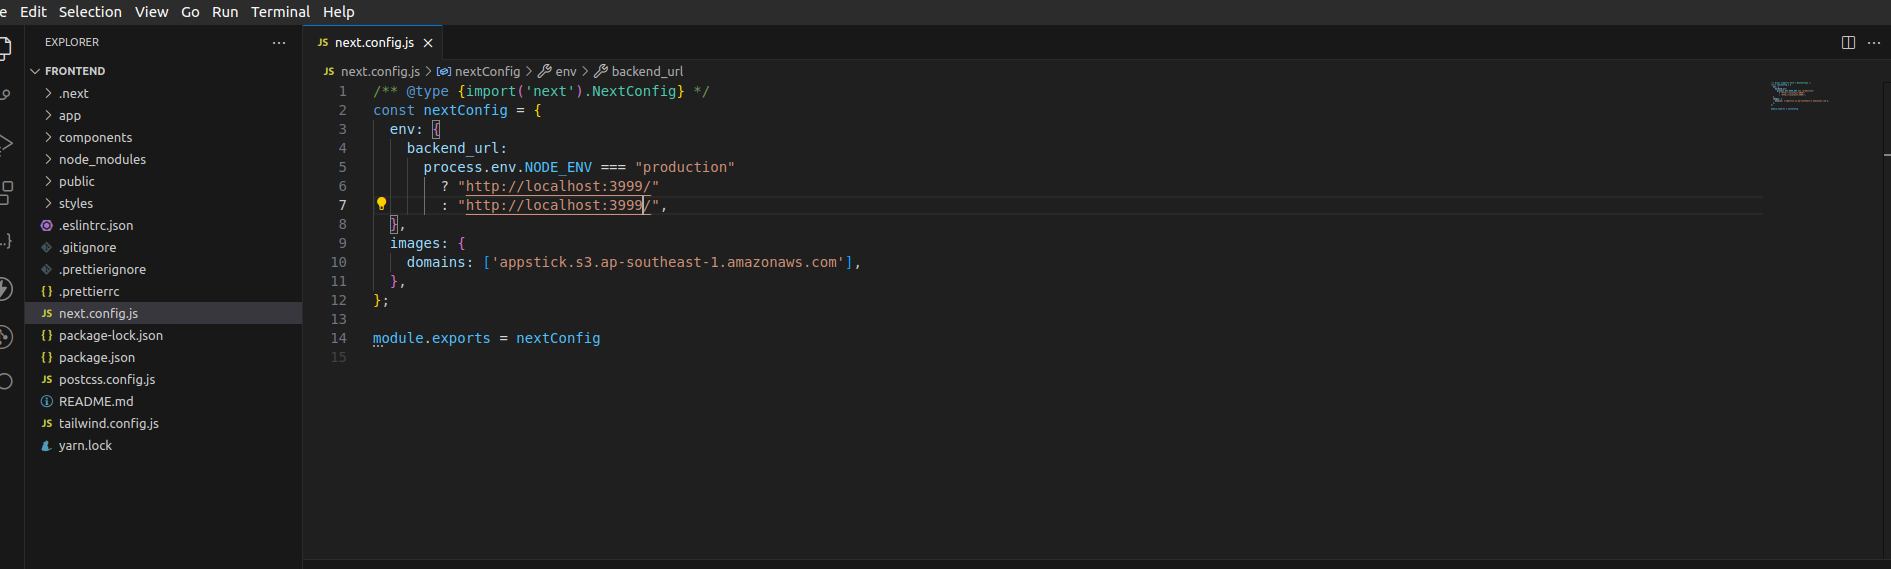 e Edit Selection View Go Run Terminal Help
EXPLORER ···
JS next.config.js ×
FRONTEND
JS next.config.js > nextConfig > env > backend_url
.next
app
components
node_modules
public
styles
.eslintrc.json
.gitignore
.prettierignore
{} .prettierrc
JS next.config.js
{} package-lock.json
{} package.json
JS postcss.config.js
README.md
JS tailwind.config.js
yarn.lock
1 /** @type {import('next').NextConfig} */
2 const nextConfig = {
3 env: {
4 backend_url:
5 process.env.NODE_ENV === "production"
6 ? "http://localhost:3999/"
7 : "http://localhost:3999/",
8 },
9 images: {
10 domains: ['appstick.s3.ap-southeast-1.amazonaws.com'],
11 },
12 };
13
14 module.exports = nextConfig
15